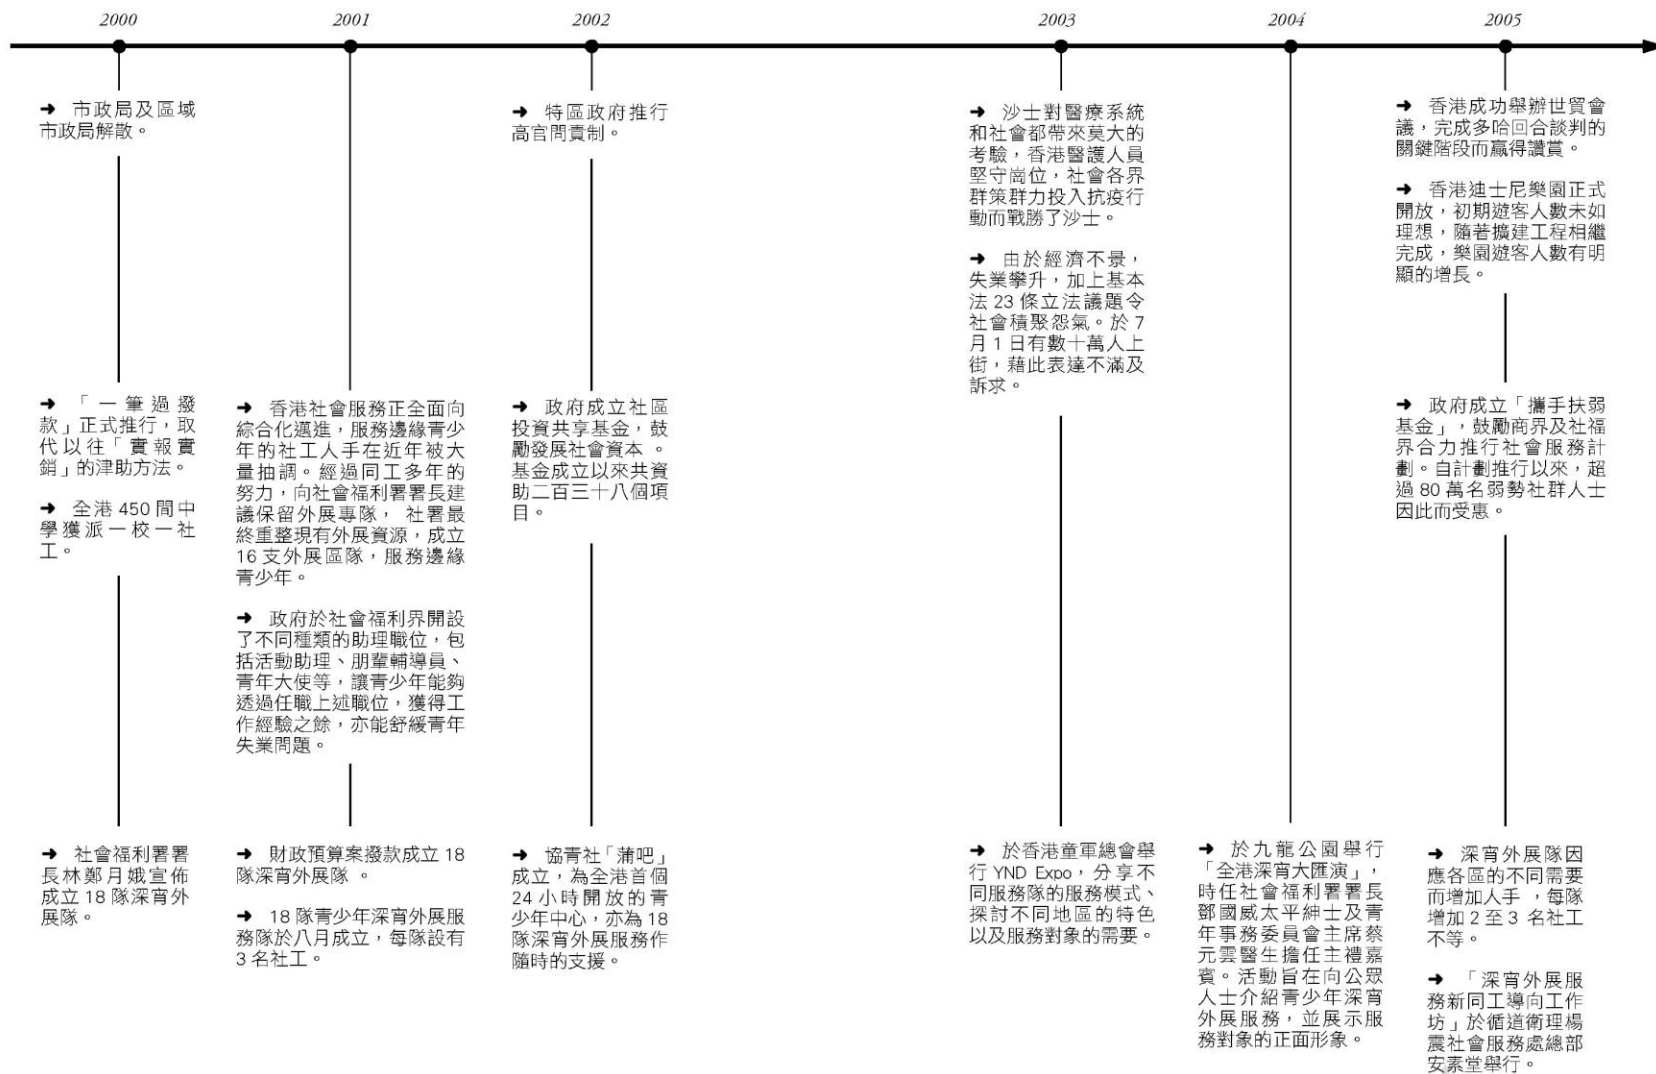 2000
2001
2002
2003
2004
2005
➜ 市政局及區域
市政局解散。
➜ 「一筆過撥
款」正式推行，取
代以往「實報實
銷」的津助方法。
➜ 全港 450 間中
學獲派一校一社
工。
➜ 社會福利署署
長林鄭月娥宣佈
成立 18 隊深宵外
展隊。
➜ 香港社會服務正全面向
綜合化邁進，服務邊緣青少
年的社工人手在近年被大
量抽調。經過同工多年的
努力，向社會福利署署長建
議保留外展專隊， 社署最
終重整現有外展資源，成立
16 支外展區隊，服務邊緣
青少年。
➜ 政府於社會福利界開設
了不同種類的助理職位，包
括活動助理、朋輩輔導員、
青年大使等，讓青少年能夠
透過任職上述職位，獲得工
作經驗之餘，亦能舒緩青年
失業問題。
➜ 財政預算案撥款成立 18
隊深宵外展隊 。
➜ 18 隊青少年深宵外展服
務隊於八月成立，每隊設有
3 名社工。
➜ 特區政府推行
高官問責制。
➜ 政府成立社區
投資共享基金，鼓
勵發展社會資本 。
基金成立以來共資
助二百三十八個項
目。
➜ 協青社「蒲吧」
成立，為全港首個
24 小時開放的青
少年中心，亦為 18
隊深宵外展服務作
隨時的支援。
➜ 沙士對醫療系統
和社會都帶來莫大的
考驗，香港醫護人員
堅守崗位，社會各界
群策群力投入抗疫行
動而戰勝了沙士。
➜ 由於經濟不景，
失業攀升，加上基本
法 23 條立法議題令
社會積聚怨氣。於 7
月 1 日有數十萬人上
街，藉此表達不滿及
訴求。
➜ 於香港童軍總會舉
行 YND Expo，分享不
同服務隊的服務模式、
探討不同地區的特色
以及服務對象的需要。
➜ 於九龍公園舉行
「全港深宵大匯演」，
時任社會福利署署長
鄧國威太平紳士及青
年事務委員會主席蔡
元雲醫生擔任主禮嘉
賓。活動旨在向公眾
人士介紹青少年深宵
外展服務，並展示服
務對象的正面形象。
➜ 香港成功舉辦世貿會
議，完成多哈回合談判的
關鍵階段而贏得讚賞。
➜ 香港迪士尼樂園正式
開放，初期遊客人數未如
理想，隨著擴建工程相繼
完成，樂園遊客人數有明
顯的增長。
➜ 政府成立「攜手扶弱
基金」，鼓勵商界及社福
界合力推行社會服務計
劃。自計劃推行以來，超
過 80 萬名弱勢社群人士
因此而受惠。
➜ 深宵外展隊因
應各區的不同需要
而增加人手 ，每隊
增加 2 至 3 名社工
不等。
➜ 「深宵外展服
務新同工導向工作
坊」於循道衛理楊
震社會服務處總部
安素堂舉行。